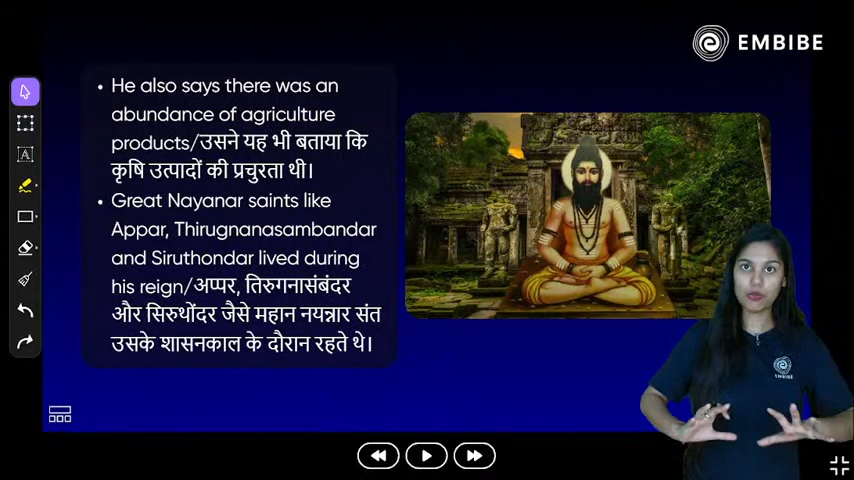 EMBIBE
• He also says there was an
abundance of agriculture
products/उसने यह भी बताया कि
कृषि उत्पादों की प्रचुरता थी।
• Great Nayanar saints like
Appar, Thirugnanasambandar
and Siruthondar lived during
his reign/अप्पर, तिरुगनासंबंदर
और सिरुथोंदर जैसे महान नयन्नार संत
उसके शासनकाल के दौरान रहते थे।
A
EMBIBE